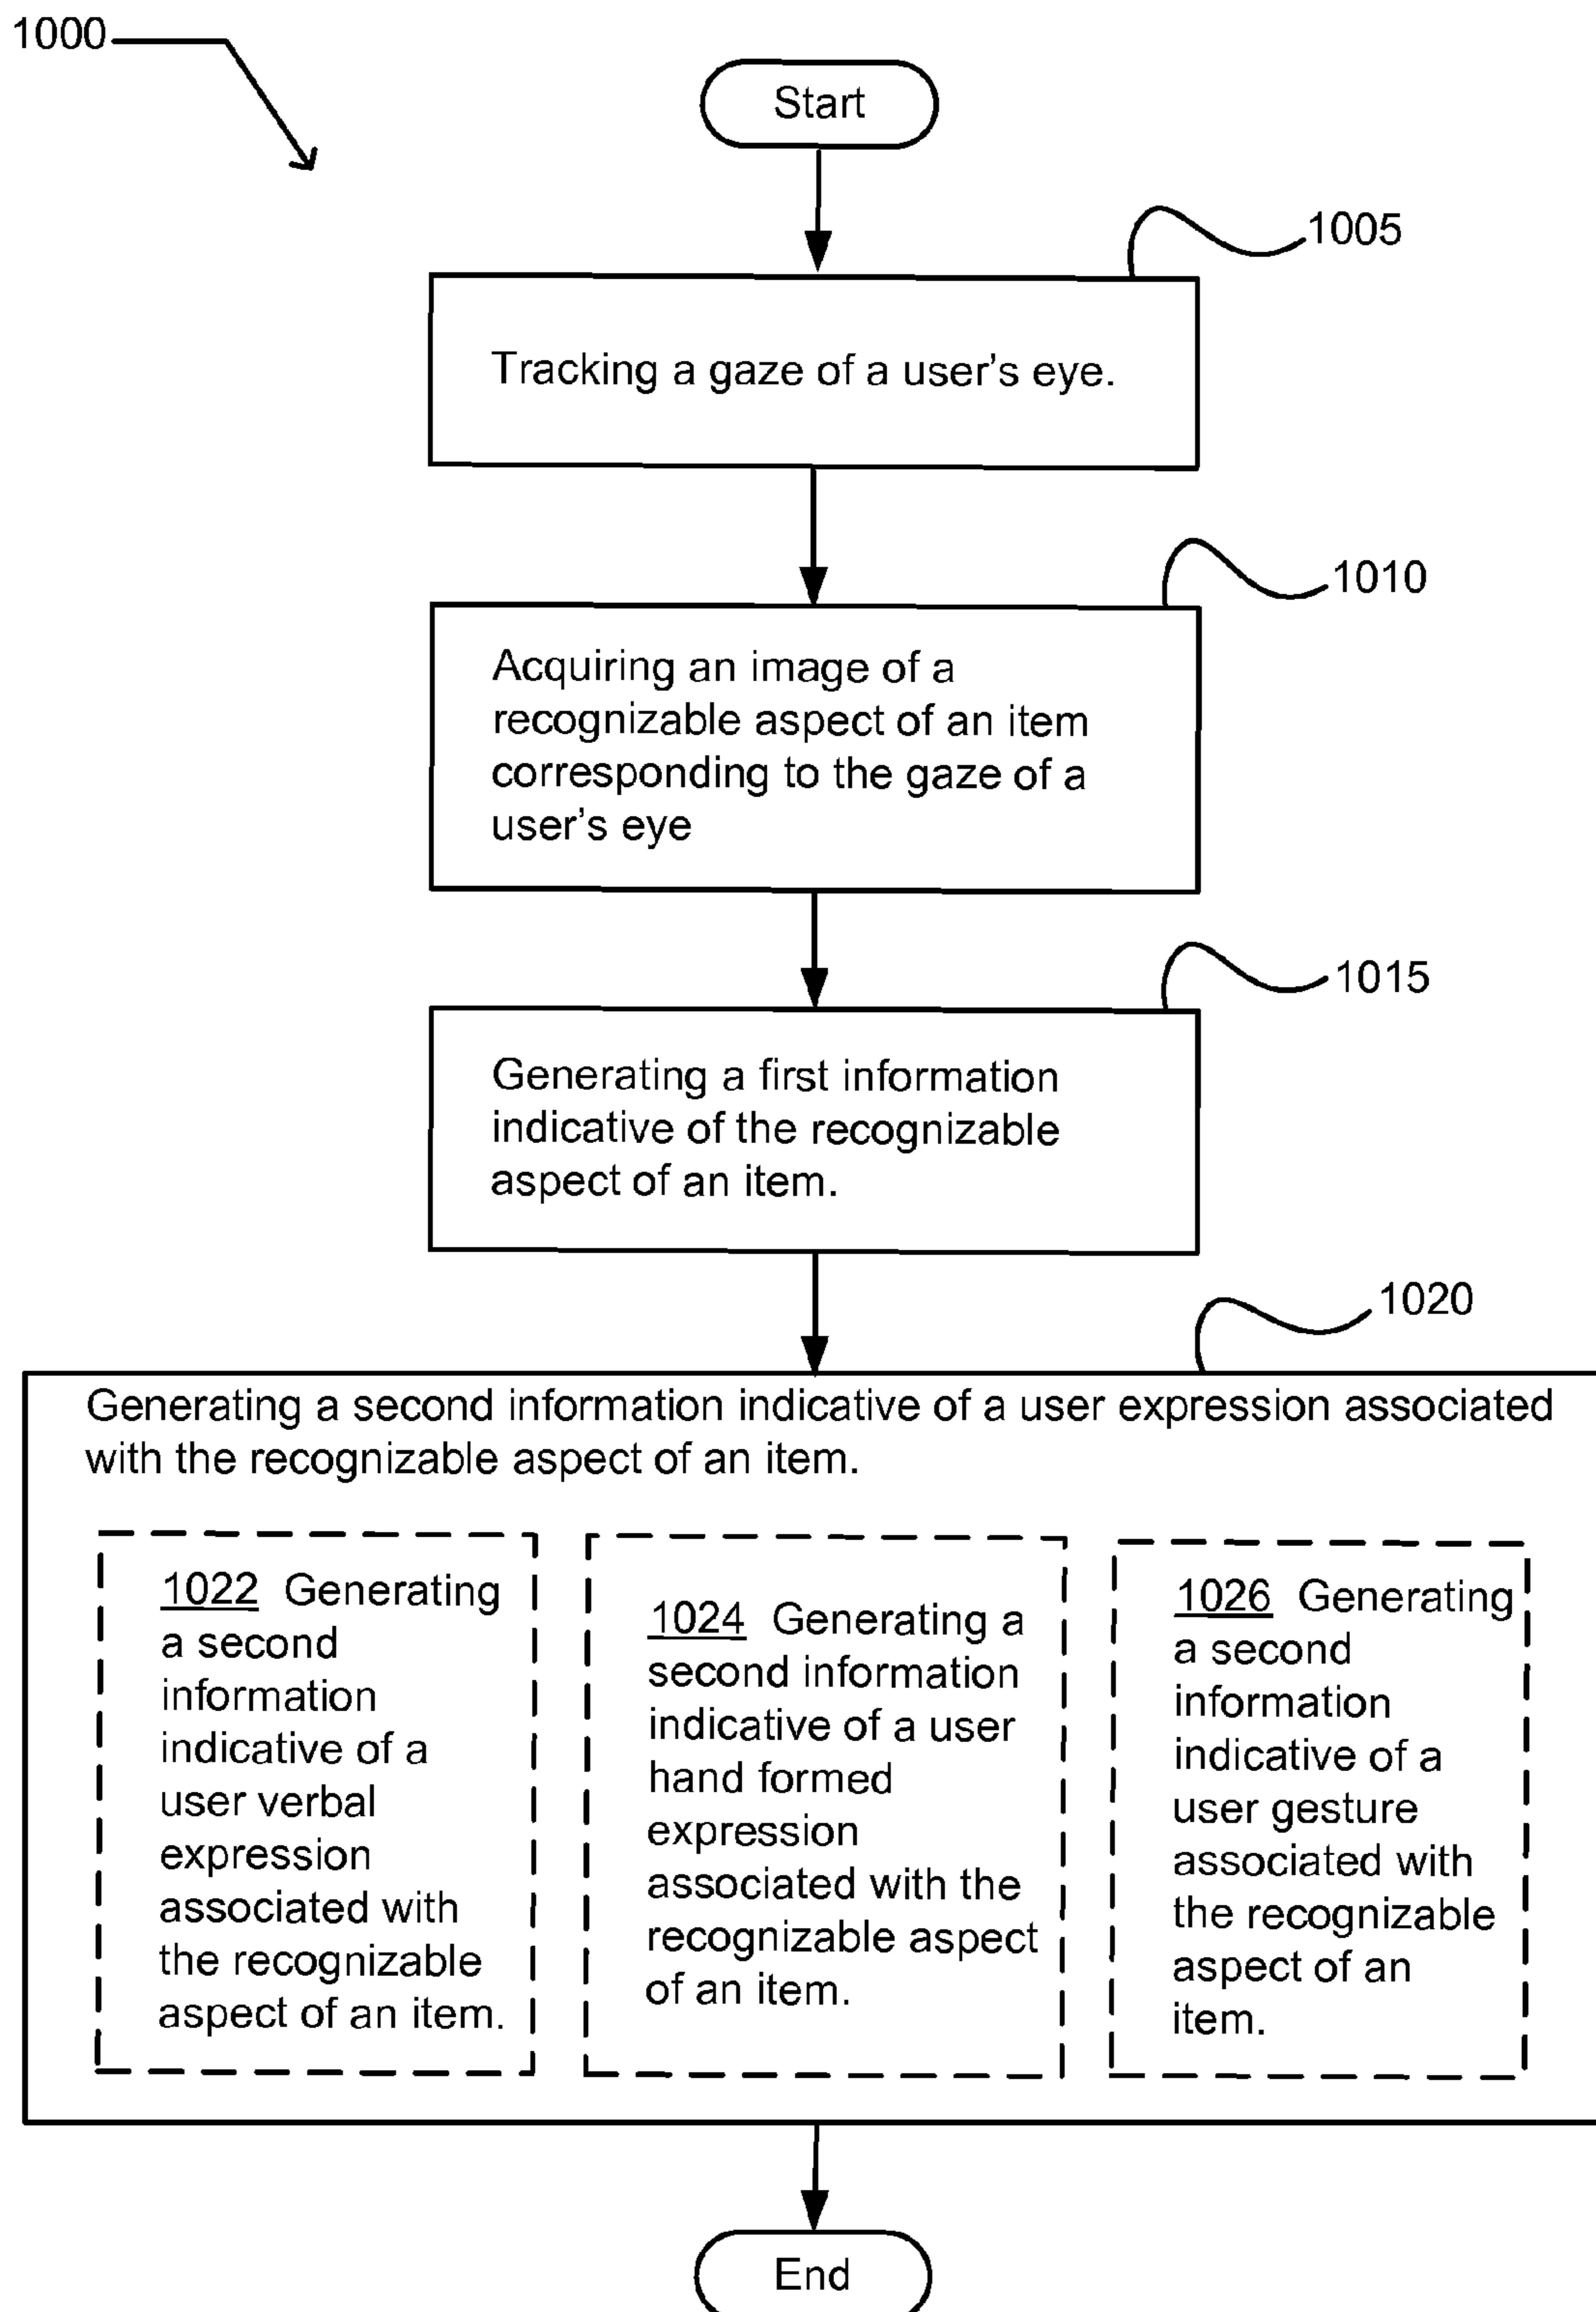 1000
Start
1005
Tracking a gaze of a user's eye.
1010
Acquiring an image of a
recognizable aspect of an item
corresponding to the gaze of a
user's eye
1015
Generating a first information
indicative of the recognizable
aspect of an item.
1020
Generating a second information indicative of a user expression associated
with the recognizable aspect of an item.
1022 Generating
a second
information
indicative of a
user verbal
expression
associated with
the recognizable
aspect of an item.
1024 Generating a
second information
indicative of a user
hand formed
expression
associated with the
recognizable aspect
of an item.
1026 Generating
a second
information
indicative of a
user gesture
associated with
the recognizable
aspect of an
item.
End